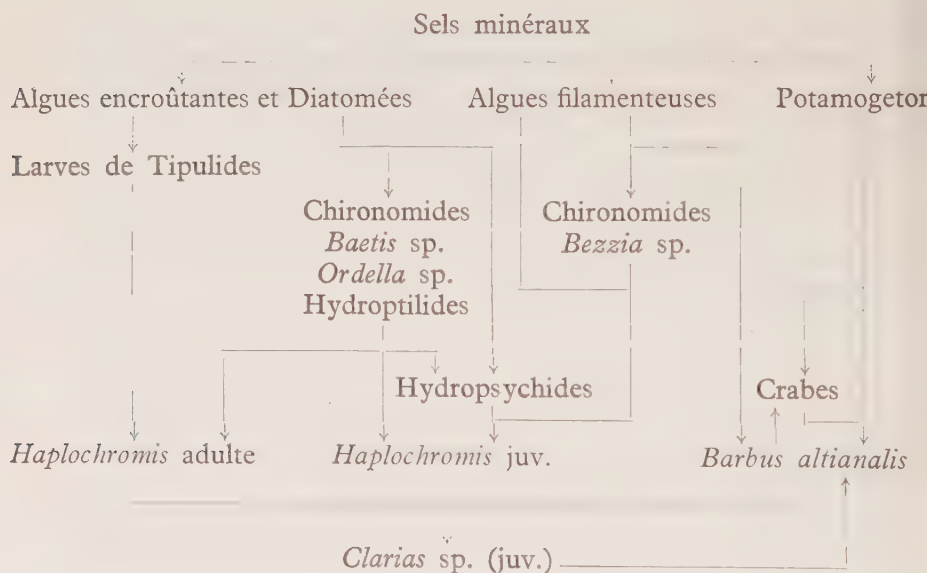 Sels minéraux
Algues encroûtantes et Diatomées Algues filamenteuses Potamogeton
Larves de Tipulides
Chironomides Chironomides
Baetis sp. Bezzia sp.
Ordella sp.
Hydroptilides
Hydropsychides Crabes
Haplochromis adulte Haplochromis juv. Barbus altianalis
Clarias sp. (juv.)